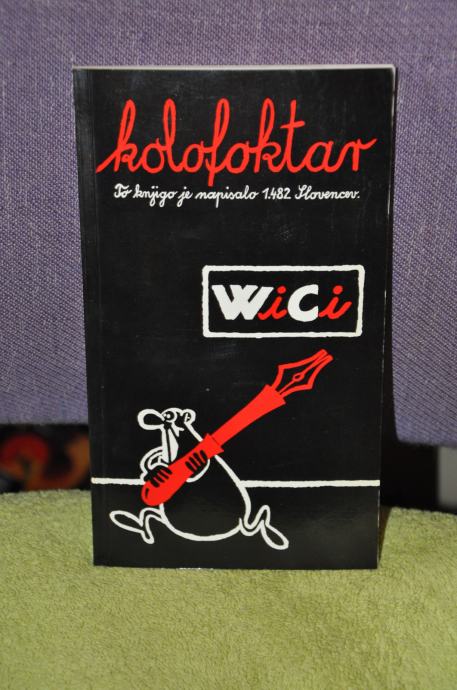 kolofoktar
To knjigo je napisalo 1.482 Slovencev.
WiCi